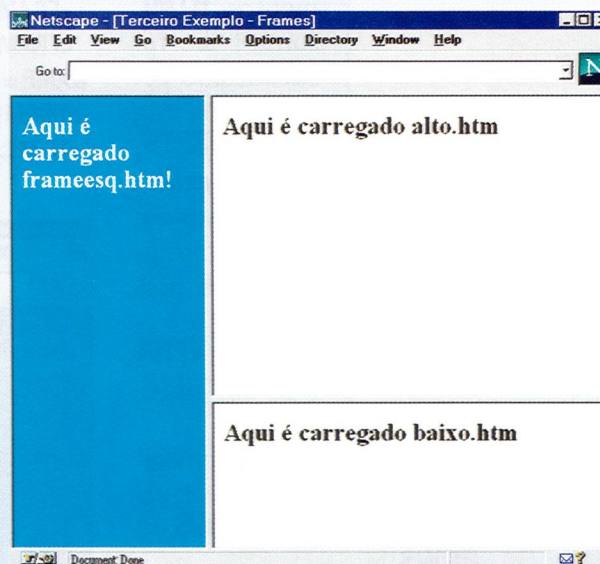 Netscape - [Terceiro Exemplo - Frames]
File Edit View Go Bookmarks Options Directory Window Help
Go to:
N
Aqui é
carregado
frameesq.htm!
Aqui é carregado alto.htm
Aqui é carregado baixo.htm
Document: Done